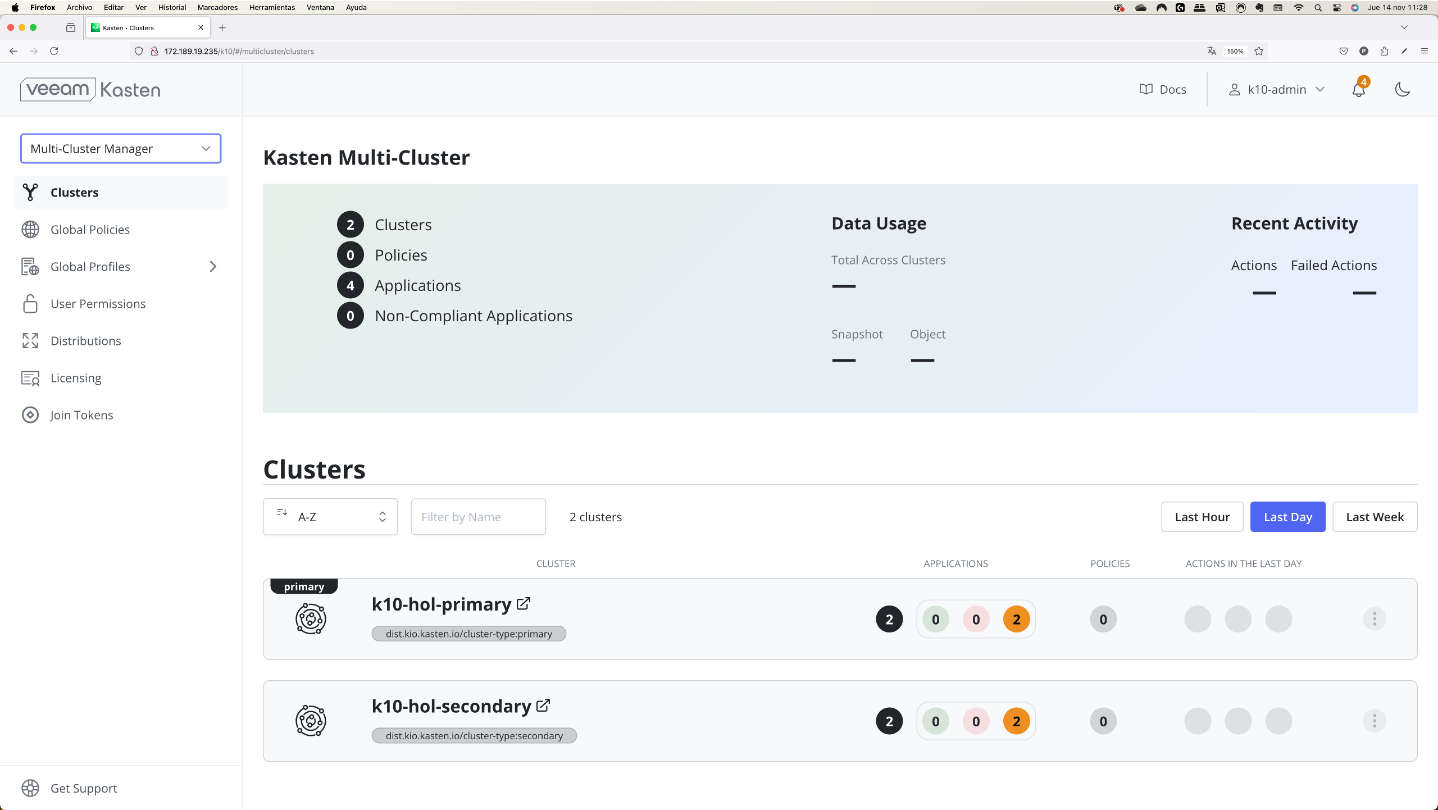 Firefox Archivo Editar Ver Historial Marcadores Herramientas Ventana Ayuda
Jue 14 nov 11:28
Kasten - Clusters
172.189.19.235/k10/#/multicluster/clusters
150%
veeam Kasten
Docs
k10-admin
4
Multi-Cluster Manager
Clusters
Global Policies
Global Profiles
User Permissions
Distributions
Licensing
Join Tokens
Get Support
Kasten Multi-Cluster
2 Clusters
0 Policies
4 Applications
0 Non-Compliant Applications
Data Usage
Total Across Clusters
Snapshot Object
Recent Activity
Actions Failed Actions
Clusters
A-Z
Filter by Name
2 clusters
Last Hour Last Day Last Week
CLUSTER APPLICATIONS POLICIES ACTIONS IN THE LAST DAY
primary
k10-hol-primary
dist.kio.kasten.io/cluster-type:primary
2 0 0 2 0
k10-hol-secondary
dist.kio.kasten.io/cluster-type:secondary
2 0 0 2 0